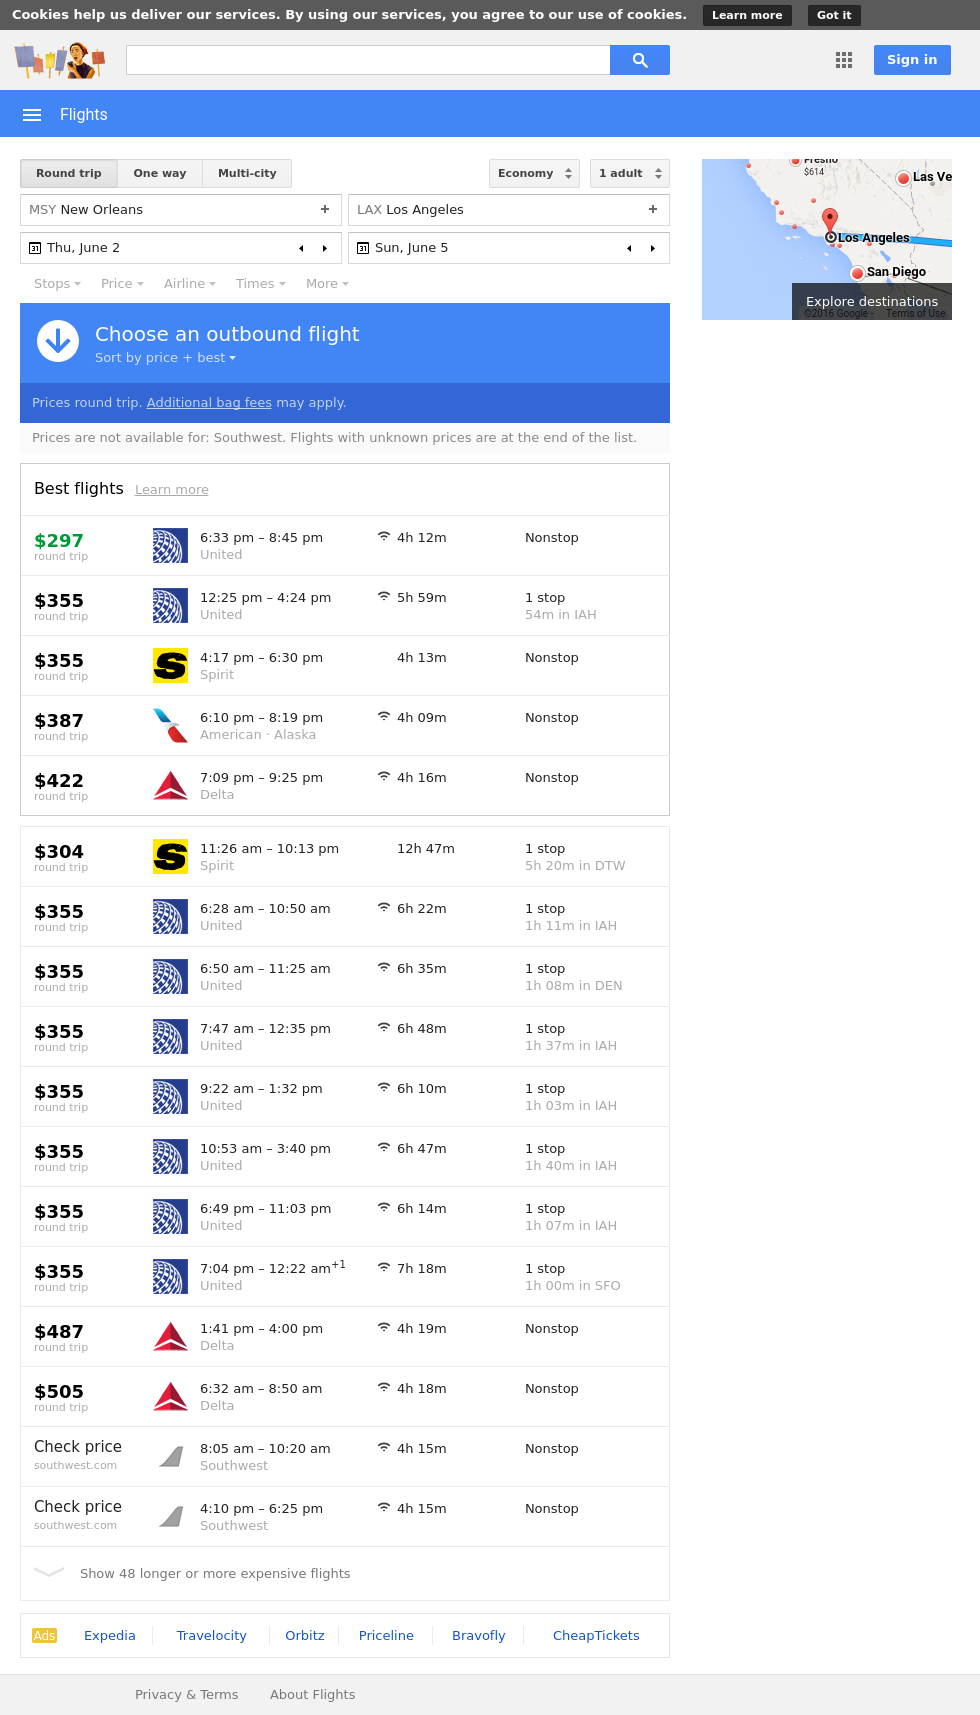 Cookies help us deliver our services. By using our services, you agree to our use of cookies. Learn more Got it
Sign in
Flights
Round trip One way Multi-city Economy 1 adult
MSY New Orleans + LAX Los Angeles +
31 Thu, June 2 31 Sun, June 5
Stops Price Airline Times More
Fresno
$614
Las Ve
Los Angeles
San Diego
Explore destinations
©2016 Google - Terms of Use
Choose an outbound flight
Sort by price + best
Prices round trip. Additional bag fees may apply.
Prices are not available for: Southwest. Flights with unknown prices are at the end of the list.
Best flights Learn more
$297 6:33 pm – 8:45 pm 4h 12m Nonstop
round trip United
$355 12:25 pm – 4:24 pm 5h 59m 1 stop
round trip United 54m in IAH
$355 4:17 pm – 6:30 pm 4h 13m Nonstop
round trip Spirit
$387 6:10 pm – 8:19 pm 4h 09m Nonstop
round trip American · Alaska
$422 7:09 pm – 9:25 pm 4h 16m Nonstop
round trip Delta
$304 11:26 am – 10:13 pm 12h 47m 1 stop
round trip Spirit 5h 20m in DTW
$355 6:28 am – 10:50 am 6h 22m 1 stop
round trip United 1h 11m in IAH
$355 6:50 am – 11:25 am 6h 35m 1 stop
round trip United 1h 08m in DEN
$355 7:47 am – 12:35 pm 6h 48m 1 stop
round trip United 1h 37m in IAH
$355 9:22 am – 1:32 pm 6h 10m 1 stop
round trip United 1h 03m in IAH
$355 10:53 am – 3:40 pm 6h 47m 1 stop
round trip United 1h 40m in IAH
$355 6:49 pm – 11:03 pm 6h 14m 1 stop
round trip United 1h 07m in IAH
$355 7:04 pm – 12:22 am+1 7h 18m 1 stop
round trip United 1h 00m in SFO
$487 1:41 pm – 4:00 pm 4h 19m Nonstop
round trip Delta
$505 6:32 am – 8:50 am 4h 18m Nonstop
round trip Delta
Check price 8:05 am – 10:20 am 4h 15m Nonstop
southwest.com Southwest
Check price 4:10 pm – 6:25 pm 4h 15m Nonstop
southwest.com Southwest
Show 48 longer or more expensive flights
Ads Expedia Travelocity Orbitz Priceline Bravofly CheapTickets
Privacy & Terms About Flights